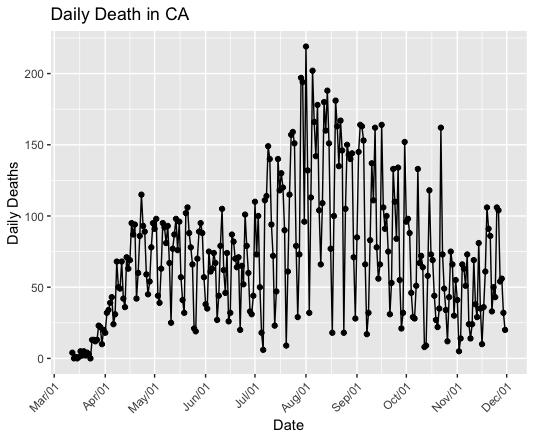 Daily Death in CA
200
150
100
50
0
Daily Deaths
Mar/01
Apr/01
May/01
Jun/01
Jul/01
Aug/01
Sep/01
Oct/01
Nov/01
Dec/01
Date